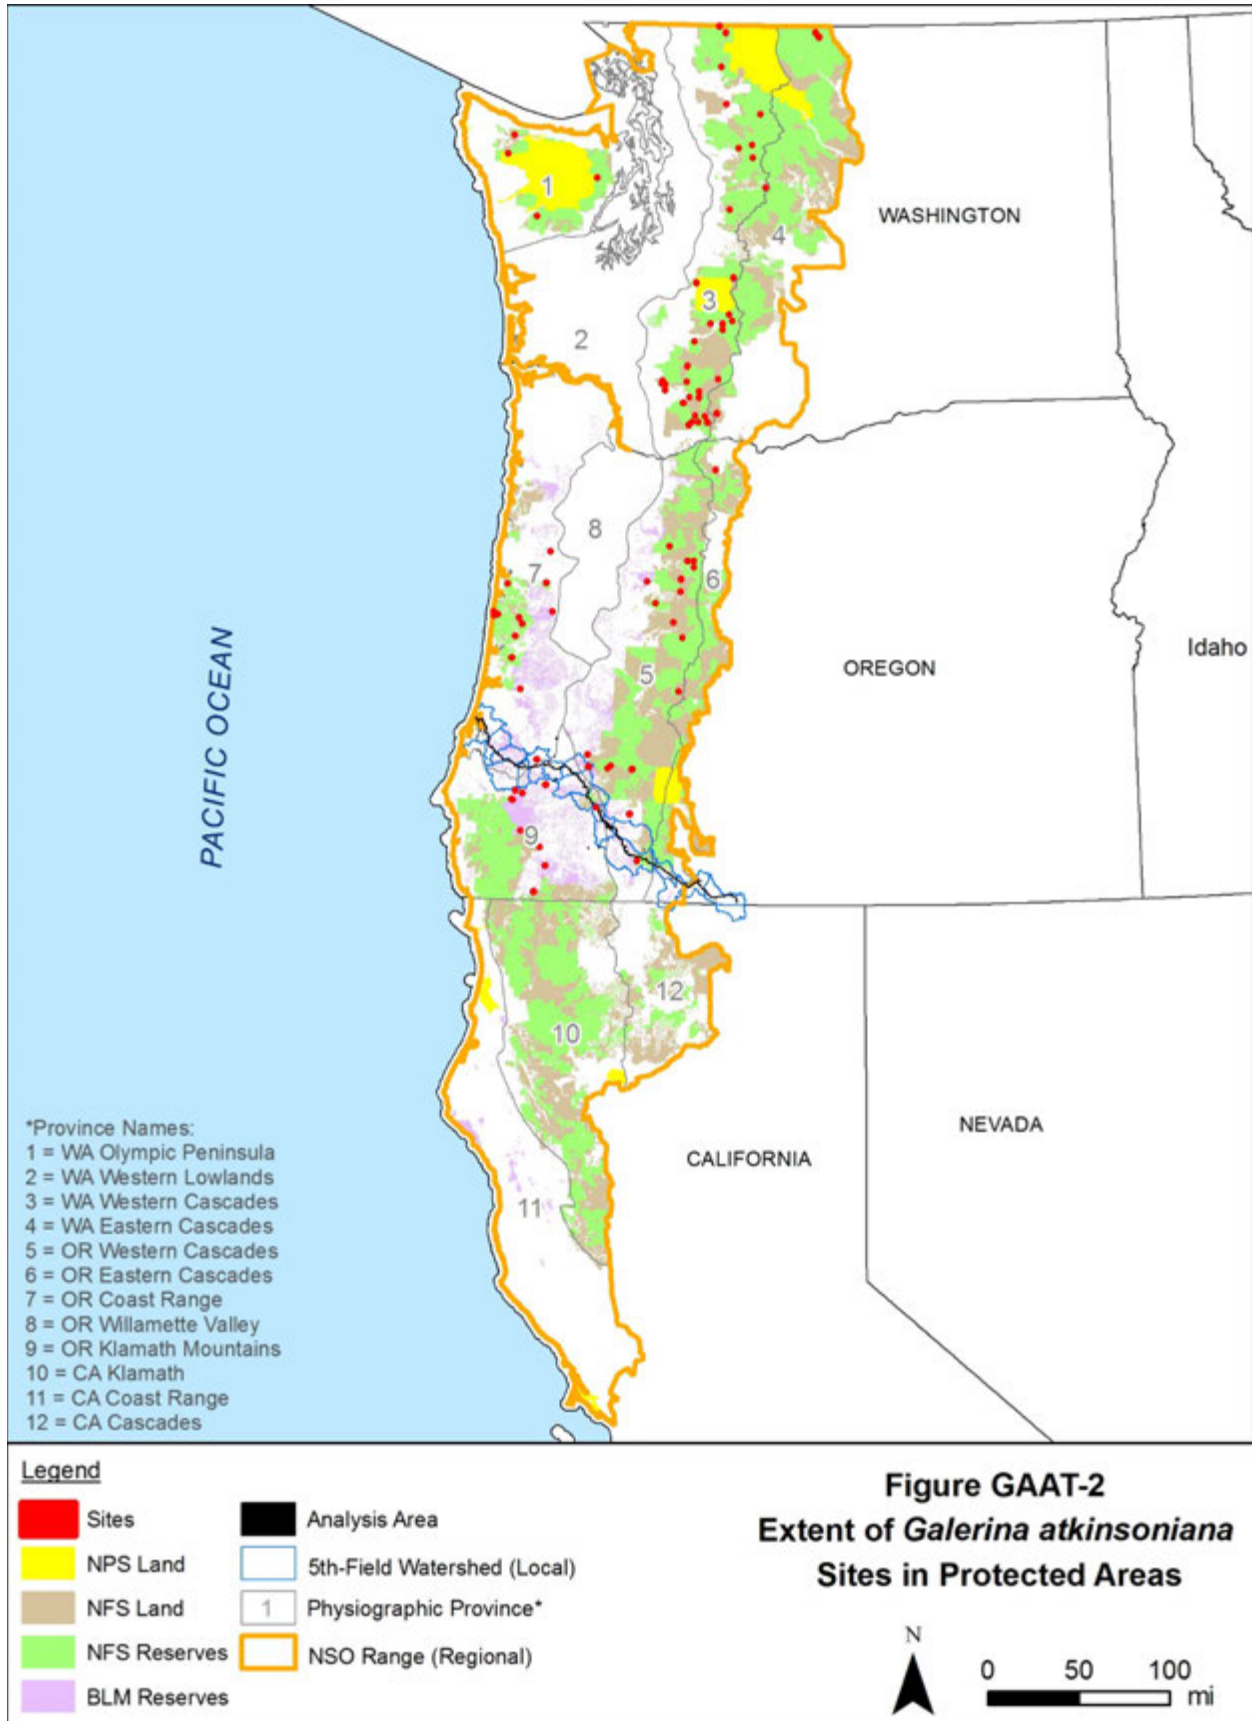 WASHINGTON
1
4
3
2
8
7
6
Idaho
OREGON
5
PACIFIC OCEAN
9
12
10
NEVADA
CALIFORNIA
11
*Province Names:
1 = WA Olympic Peninsula
2 = WA Western Lowlands
3 = WA Western Cascades
4 = WA Eastern Cascades
5 = OR Western Cascades
6 = OR Eastern Cascades
7 = OR Coast Range
8 = OR Willamette Valley
9 = OR Klamath Mountains
10 = CA Klamath
11 = CA Coast Range
12 = CA Cascades
Legend
Sites
NPS Land
NFS Land
NFS Reserves
BLM Reserves
Analysis Area
5th-Field Watershed (Local)
1 Physiographic Province*
NSO Range (Regional)
Figure GAAT-2
Extent of Galerina atkinsoniana
Sites in Protected Areas
N
0 50 100
mi